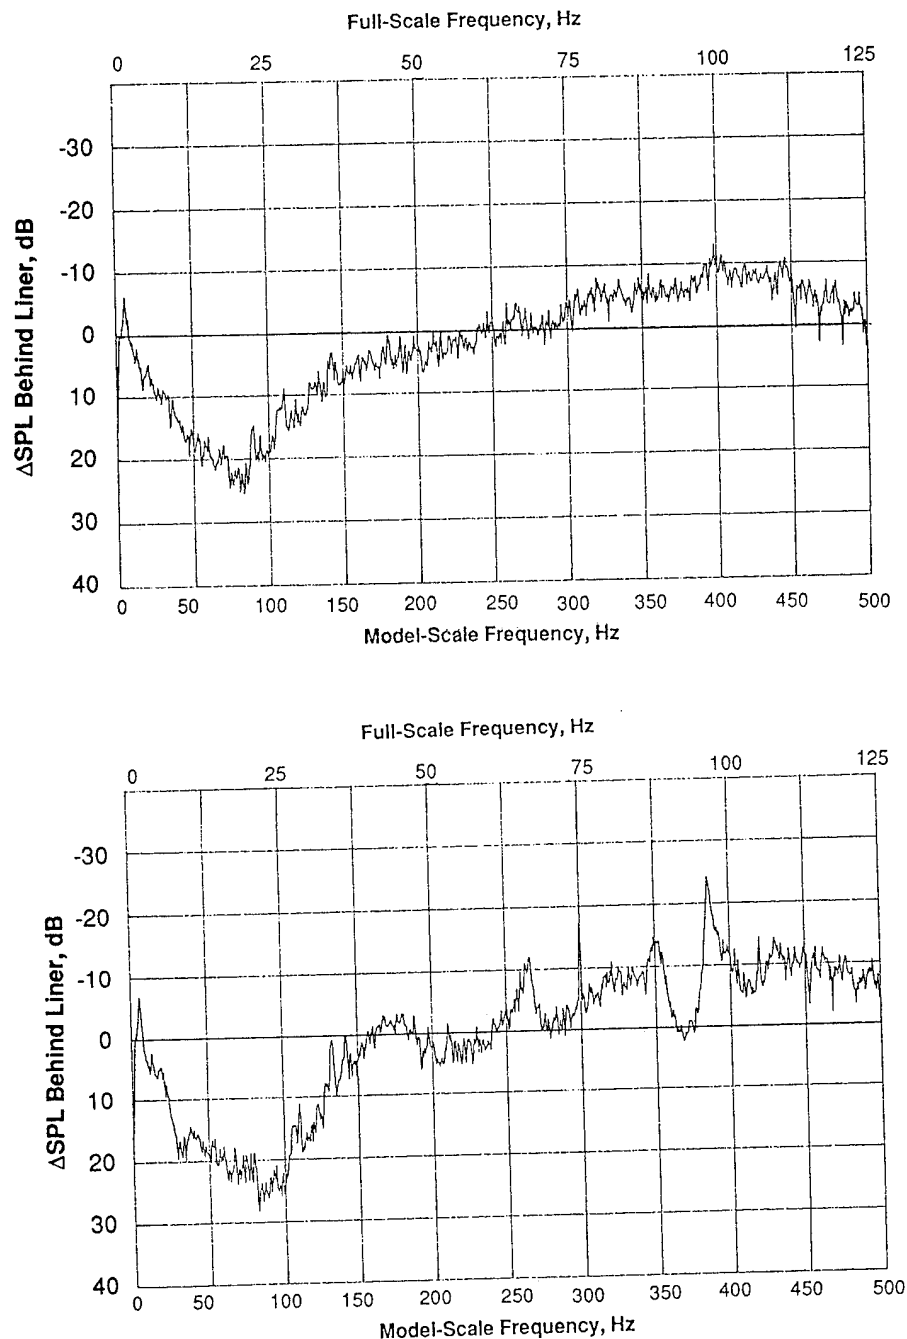 Full-Scale Frequency, Hz
0 25 50 75 100 125
-30
-20
-10
0
10
20
30
40
ΔSPL Behind Liner, dB
0 50 100 150 200 250 300 350 400 450 500
Model-Scale Frequency, Hz
Full-Scale Frequency, Hz
0 25 50 75 100 125
-30
-20
-10
0
10
20
30
40
ΔSPL Behind Liner, dB
0 50 100 150 200 250 300 350 400 450 500
Model-Scale Frequency, Hz